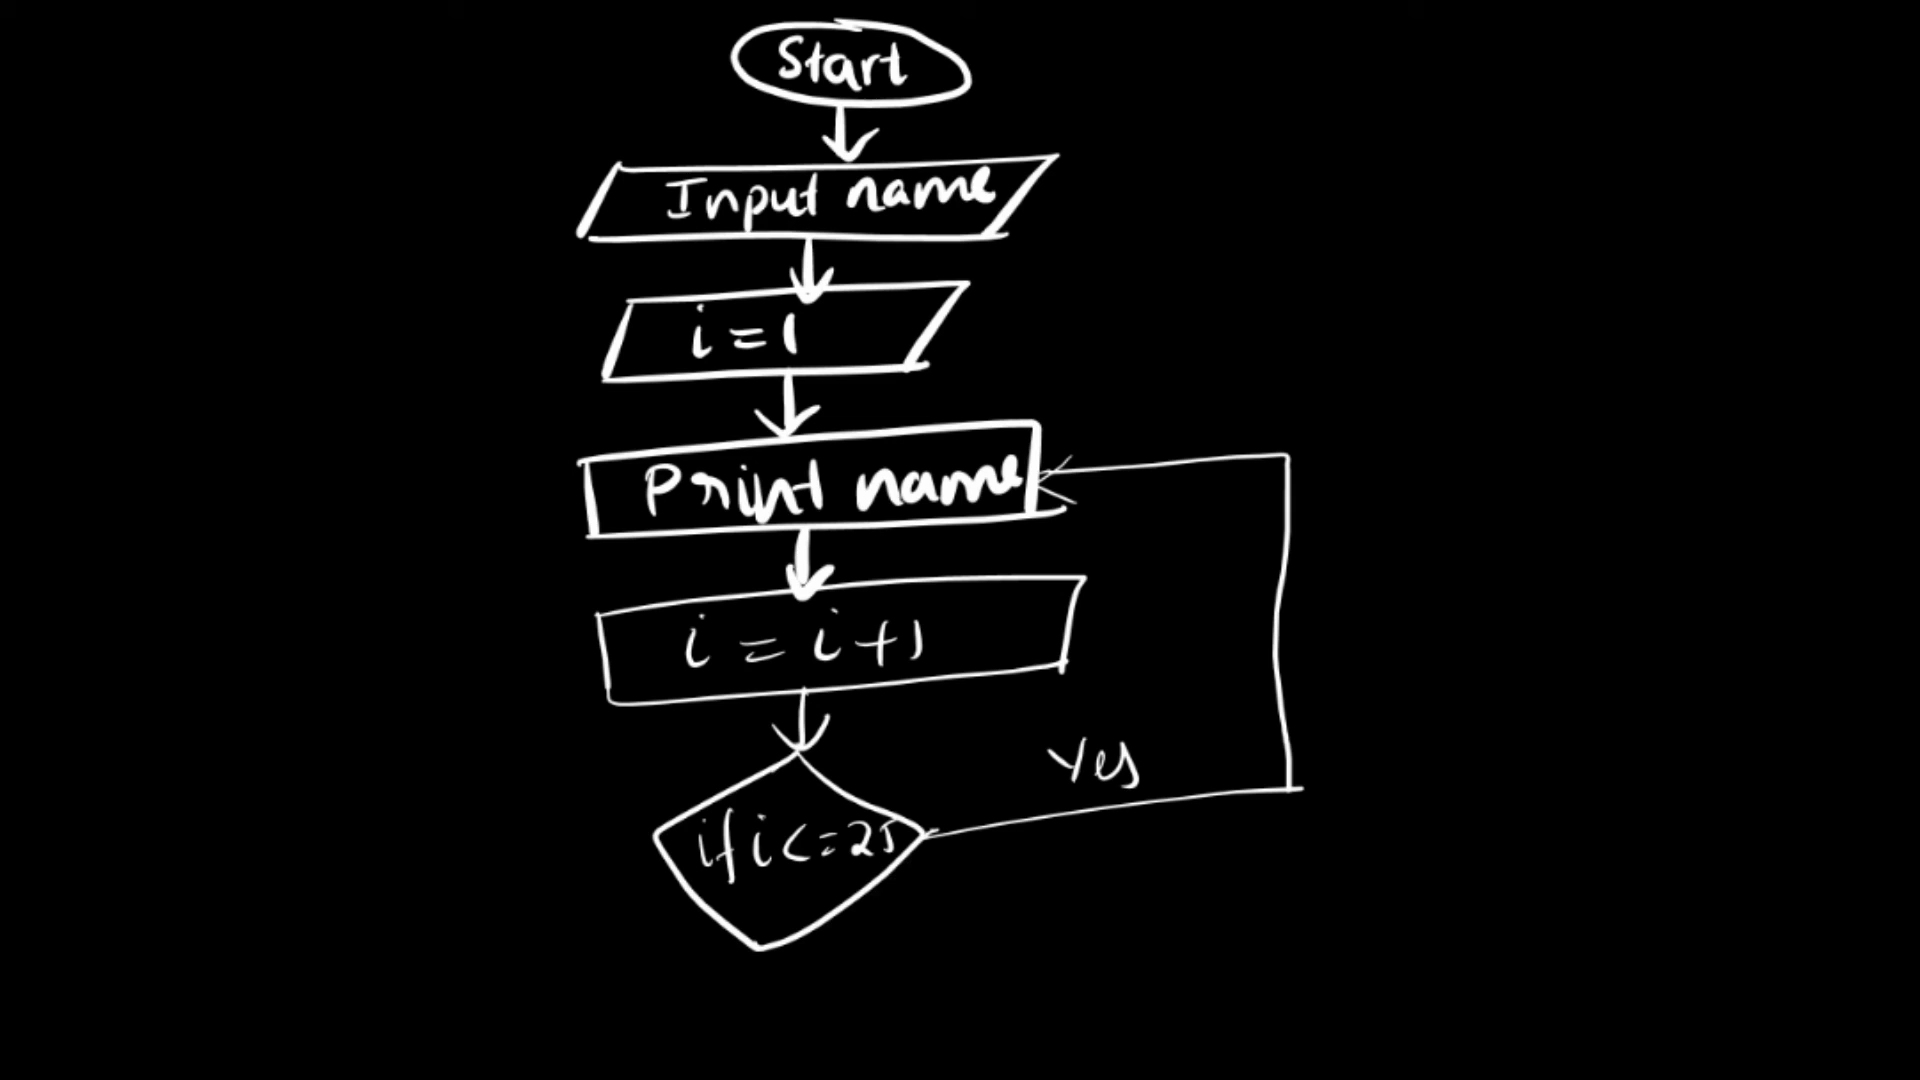 Start
Input name
i = 1
Print name
i = i + 1
Yes
if i <= 25